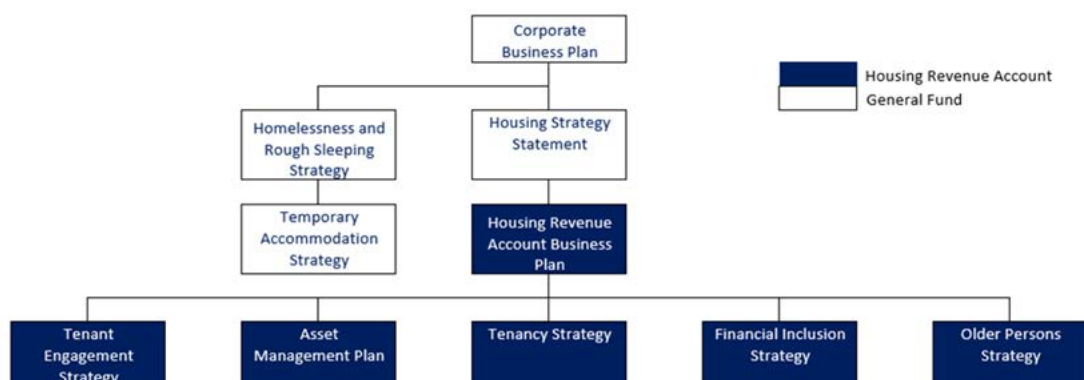 Corporate
Business Plan
Housing Revenue Account
General Fund
Homelessness and
Rough Sleeping
Strategy
Housing Strategy
Statement
Temporary
Accommodation
Strategy
Housing Revenue
Account Business
Plan
Tenant
Engagement
Strategy
Asset
Management Plan
Tenancy Strategy
Financial Inclusion
Strategy
Older Persons
Strategy